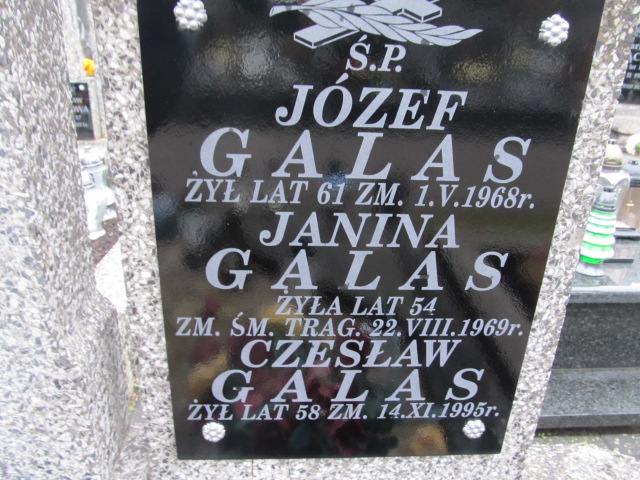 Ś.P.
JÓZEF
GALAS
ŻYŁ LAT 61 ZM. 1.V.1968r.
JANINA
GALAS
ŻYŁA LAT 54
ZM. ŚM. TRAG. 22.VIII.1969r.
CZESŁAW
GALAS
ŻYŁ LAT 58 ZM. 14.XI.1995r.